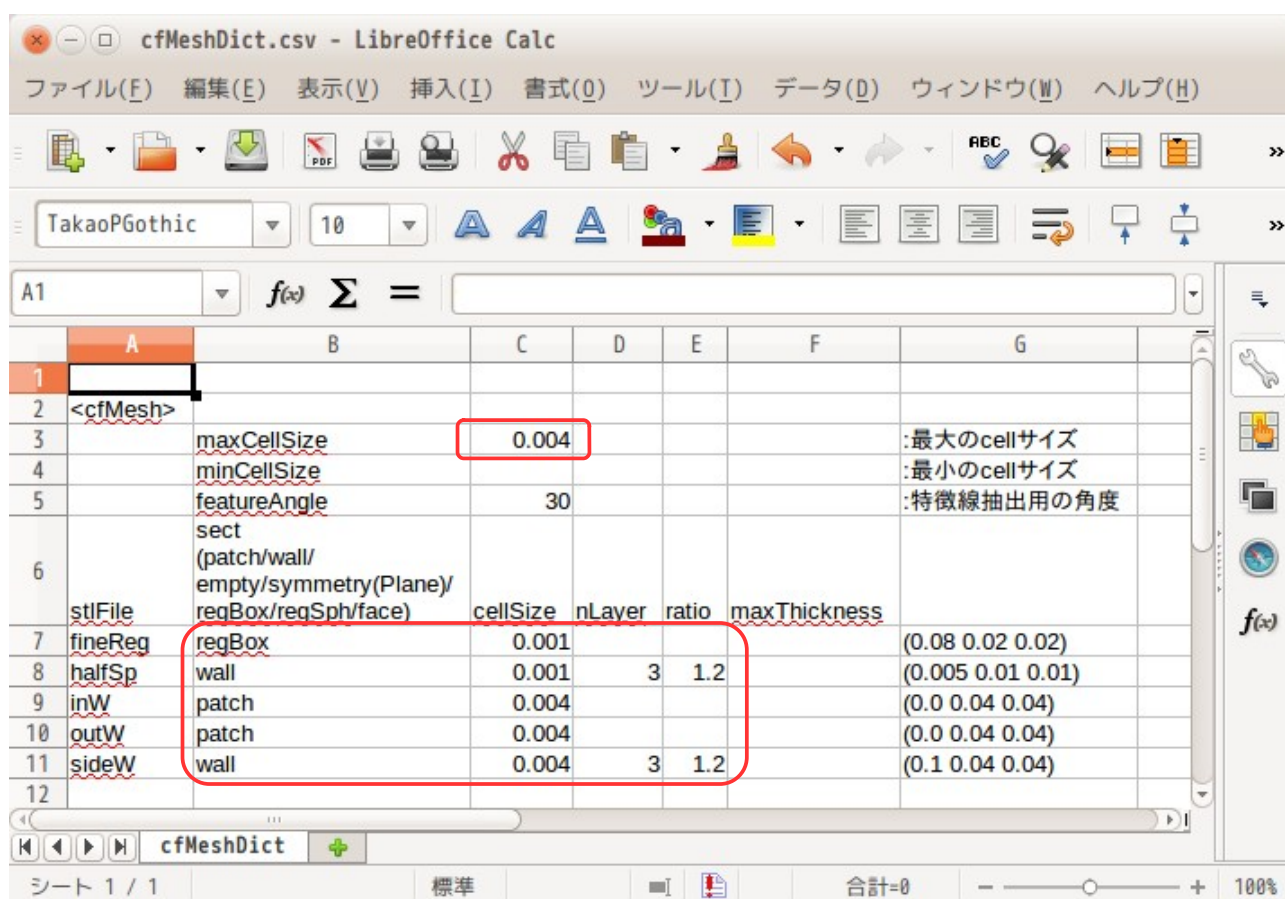 cfMeshDict.csv - LibreOffice Calc
ファイル(F) 編集(E) 表示(V) 挿入(I) 書式(O) ツール(T) データ(D) ウィンドウ(W) ヘルプ(H)
PDF ABC »
TakaoPGothic 10 a »
A1 f(x) Σ =
A B C D E F G
1
2 <cfMesh>
3 maxCellSize 0.004 :最大のcellサイズ
4 minCellSize :最小のcellサイズ
5 featureAngle 30 :特徴線抽出用の角度
sect
(patch/wall/
6 empty/symmetry(Plane)/
stlFile regBox/regSph/face) cellSize nLayer ratio maxThickness
7 fineReg regBox 0.001 (0.08 0.02 0.02)
8 halfSp wall 0.001 3 1.2 (0.005 0.01 0.01)
9 inW patch 0.004 (0.0 0.04 0.04)
10 outW patch 0.004 (0.0 0.04 0.04)
11 sideW wall 0.004 3 1.2 (0.1 0.04 0.04)
12
cfMeshDict
シート 1 / 1 標準 合計=0 100%